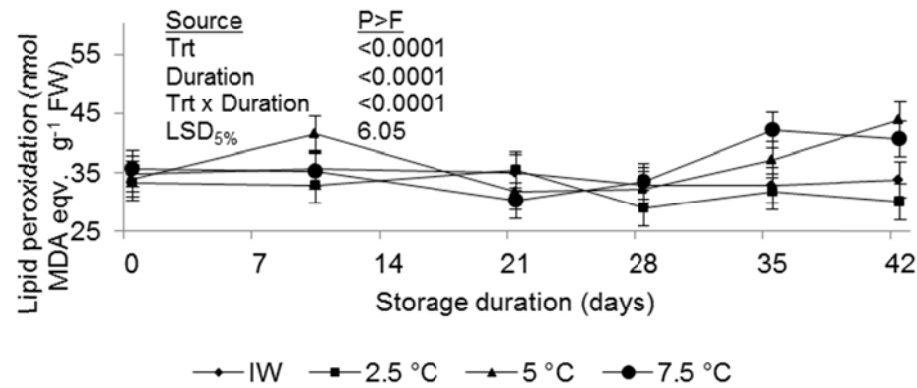 Source P>F
Trt <0.0001
Duration <0.0001
Trt x Duration <0.0001
LSD5% 6.05
Lipid peroxidation (nmol
MDA eqv. g-1 FW)
55
45
35
25
0 7 14 21 28 35 42
Storage duration (days)
IW 2.5 °C 5 °C 7.5 °C